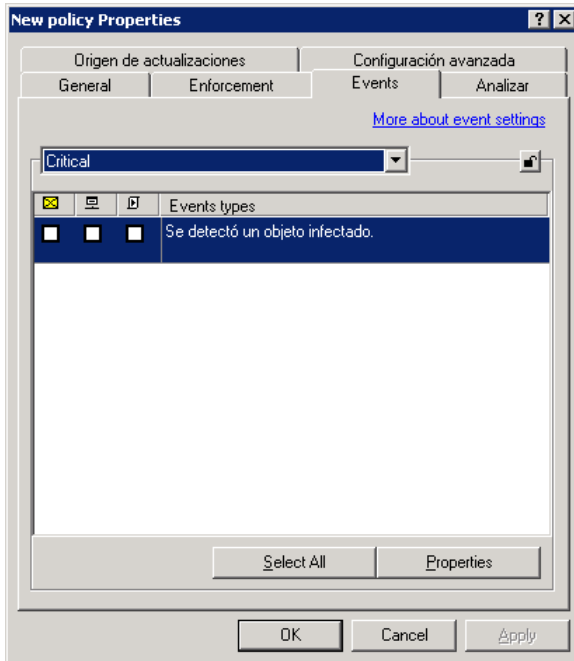 New policy Properties
Origen de actualizaciones
Configuración avanzada
General
Enforcement
Events
Analizar
More about event settings
Critical
Events types
Se detectó un objeto infectado.
Select All
Properties
OK
Cancel
Apply